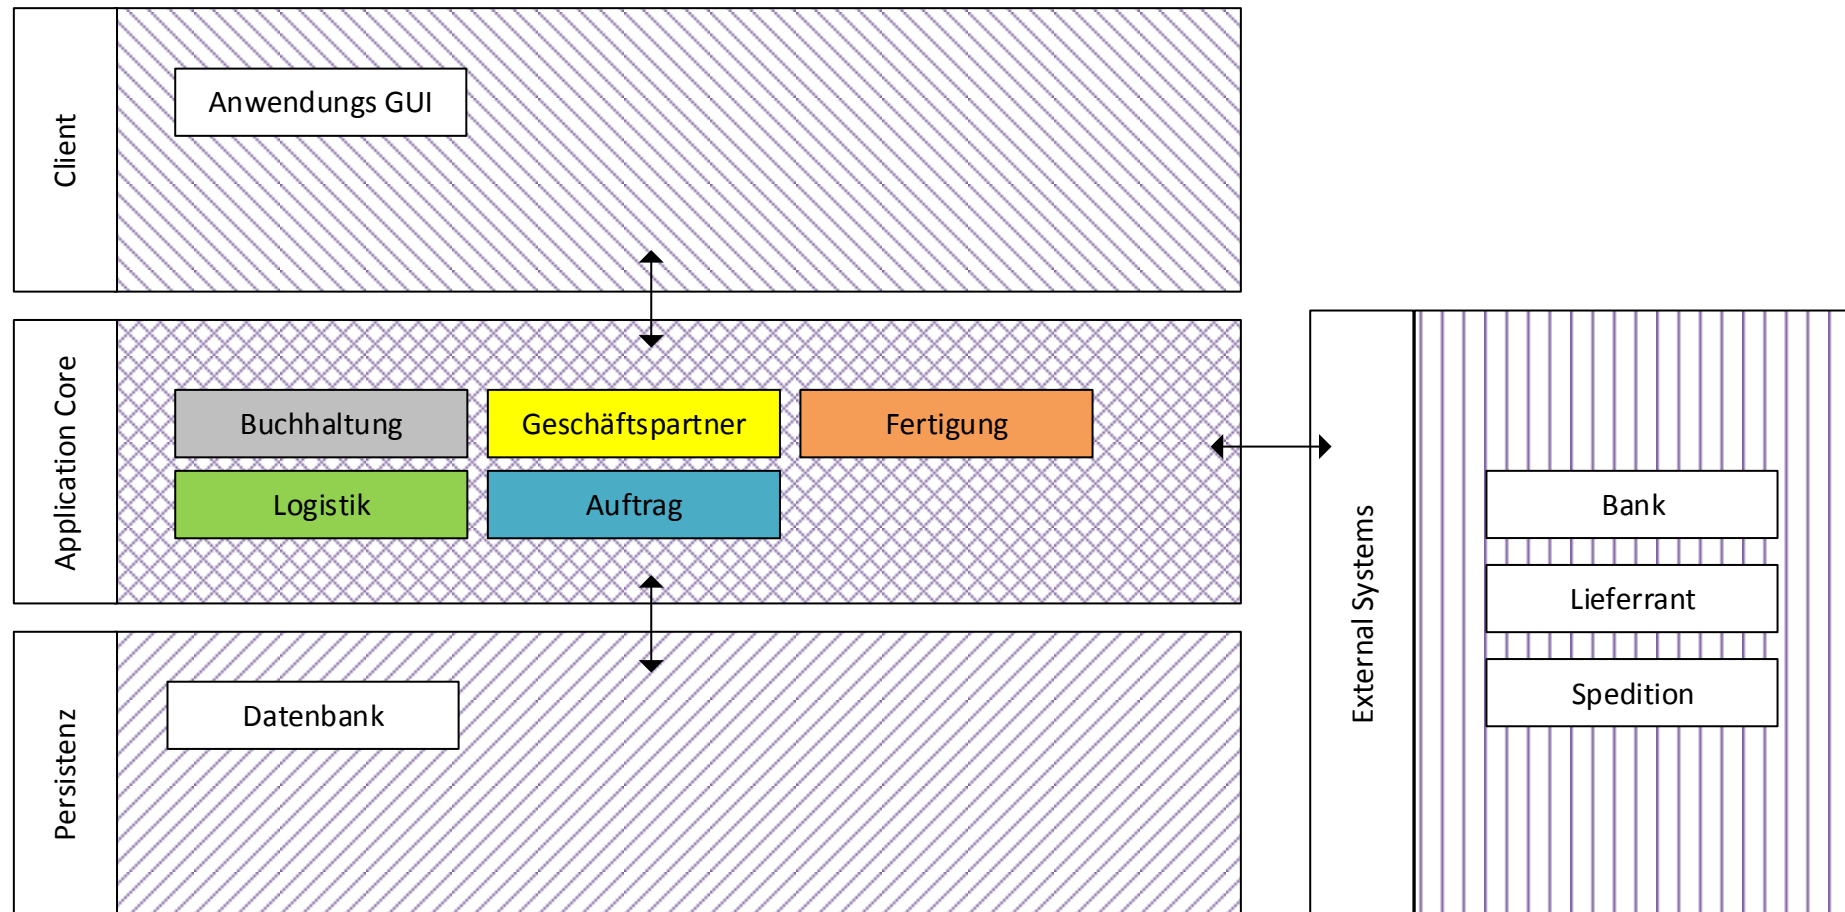 Client
Anwendungs GUI
Application Core
Buchhaltung
Geschäftspartner
Fertigung
Logistik
Auftrag
Persistenz
Datenbank
External Systems
Bank
Lieferrant
Spedition